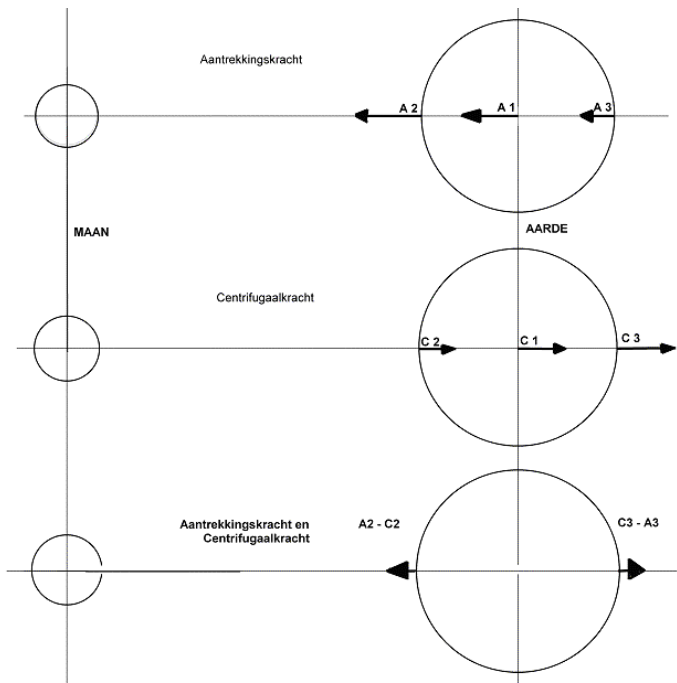 Aantrekkingskracht
A 2
A 1
A 3
MAAN
AARDE
Centrifugaalkracht
C 2
C 1
C 3
Aantrekkingskracht en
Centrifugaalkracht
A2 - C2
C3 - A3